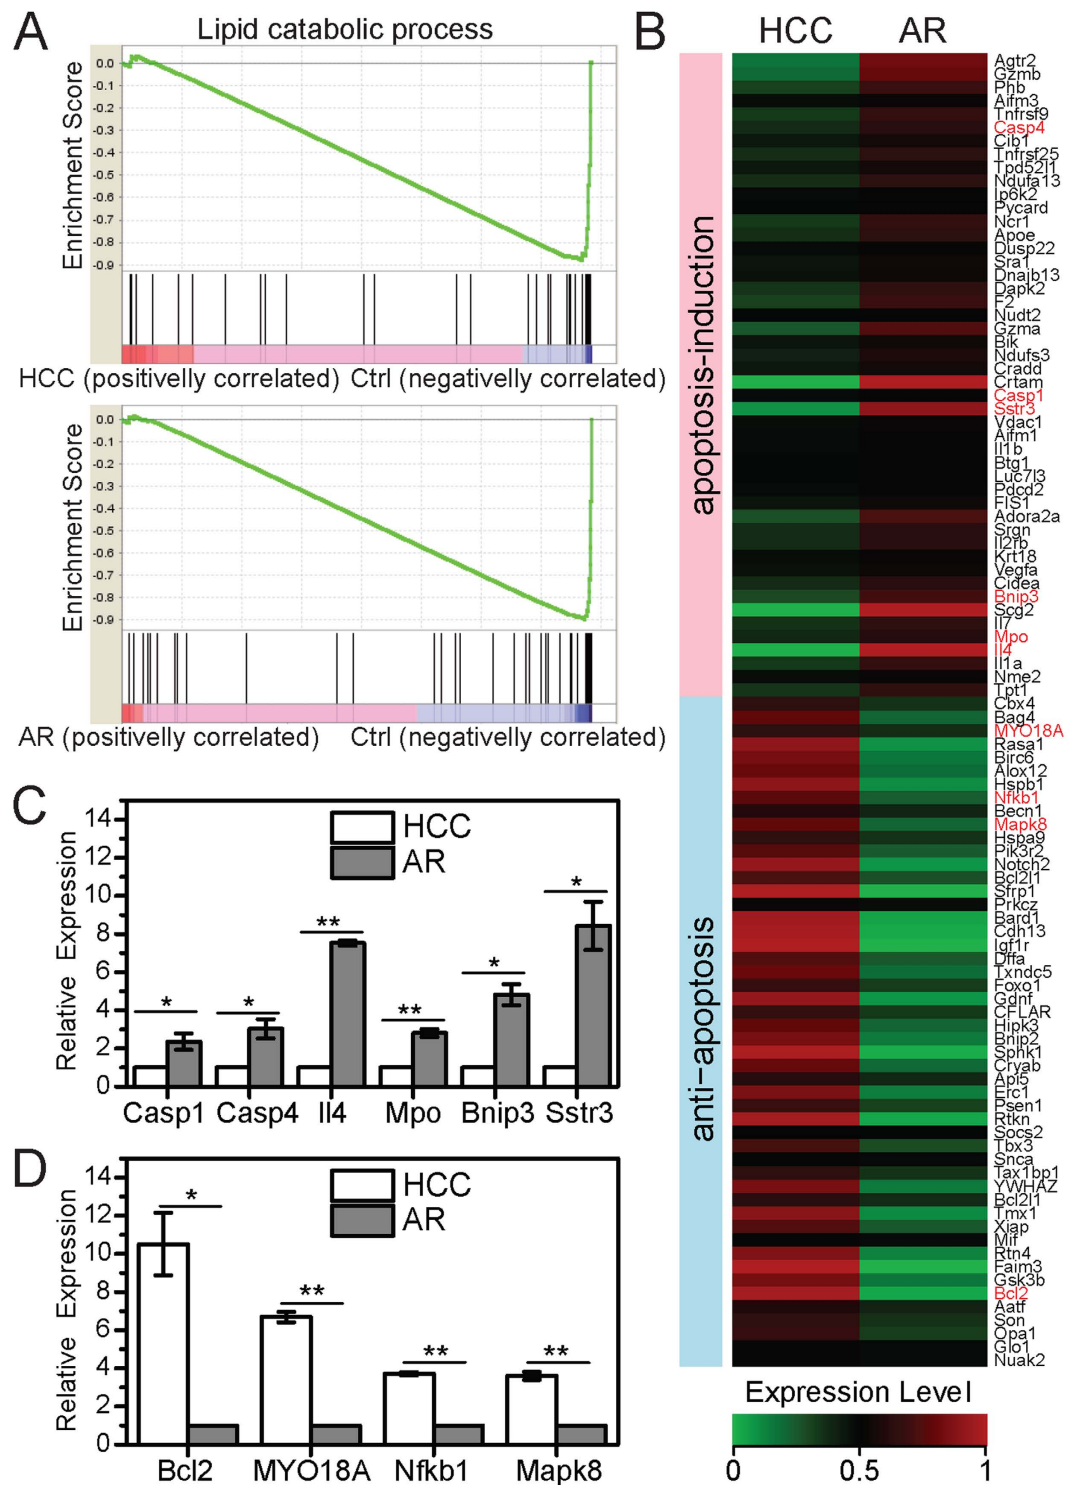 A
Lipid catabolic process
Enrichment Score
0.0
-0.1
-0.2
-0.3
-0.4
-0.5
-0.6
-0.7
-0.8
-0.9
HCC (positivelly correlated) Ctrl (negativelly correlated)
Enrichment Score
0.0
-0.1
-0.2
-0.3
-0.4
-0.5
-0.6
-0.7
-0.8
-0.9
AR (positivelly correlated) Ctrl (negativelly correlated)
B
HCC AR
apoptosis-induction
Agtr2
Gzmb
Phb
Aifm3
Tnfrsf9
Casp4
Cib1
Tnfrsf25
Tpd52l1
Ndufa13
Ip6k2
Pycard
Ncr1
Apoe
Dusp22
Sra1
Dnajb13
Dapk2
F2
Nudt2
Gzma
Bik
Ndufs3
Cradd
Crtam
Casp1
Sstr3
Vdac1
Aifm1
Il1b
Btg1
Luc7l3
Pdcd2
FIS1
Adora2a
Srgn
Il2rb
Krt18
Vegfa
Cidea
Bnip3
Scg2
Il7
Mpo
Il4
Il1a
Nme2
Tpt1
anti-apoptosis
Cbx4
Bag4
MYO18A
Rasa1
Birc6
Alox12
Hspb1
Nfkb1
Becn1
Mapk8
Hspa9
Pik3r2
Notch2
Bcl2l1
Sfrp1
Prkcz
Bard1
Cdh13
Igf1r
Dffa
Txndc5
Foxo1
Gdnf
CFLAR
Hipk3
Bnip2
Sphk1
Cryab
Api5
Erc1
Psen1
Rtkn
Socs2
Tbx3
Snca
Tax1bp1
YWHAZ
Bcl2l1
Tmx1
Xiap
Mif
Rtn4
Faim3
Gsk3b
Bcl2
Aatf
Son
Opa1
Glo1
Nuak2
Expression Level
0 0.5 1
C
Relative Expression
14
12
10
8
6
4
2
0
HCC
AR
*
*
**
**
*
*
Casp1 Casp4 Il4 Mpo Bnip3 Sstr3
D
Relative Expression
14
12
10
8
6
4
2
0
HCC
AR
*
**
**
**
Bcl2 MYO18A Nfkb1 Mapk8